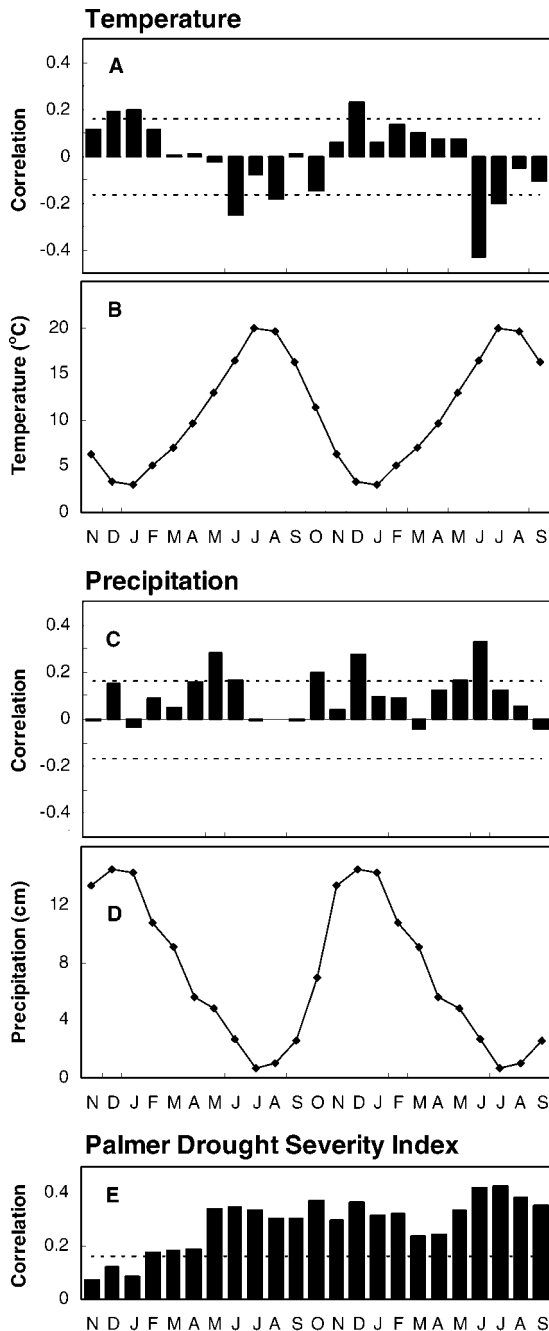 Temperature
A
0.4
0.2
0
-0.2
-0.4
Correlation
B
20
15
10
5
0
Temperature (°C)
N D J F M A M J J A S O N D J F M A M J J A S
Precipitation
C
0.4
0.2
0
-0.2
-0.4
Correlation
D
12
8
4
0
Precipitation (cm)
N D J F M A M J J A S O N D J F M A M J J A S
Palmer Drought Severity Index
E
0.4
0.2
0
Correlation
N D J F M A M J J A S O N D J F M A M J J A S